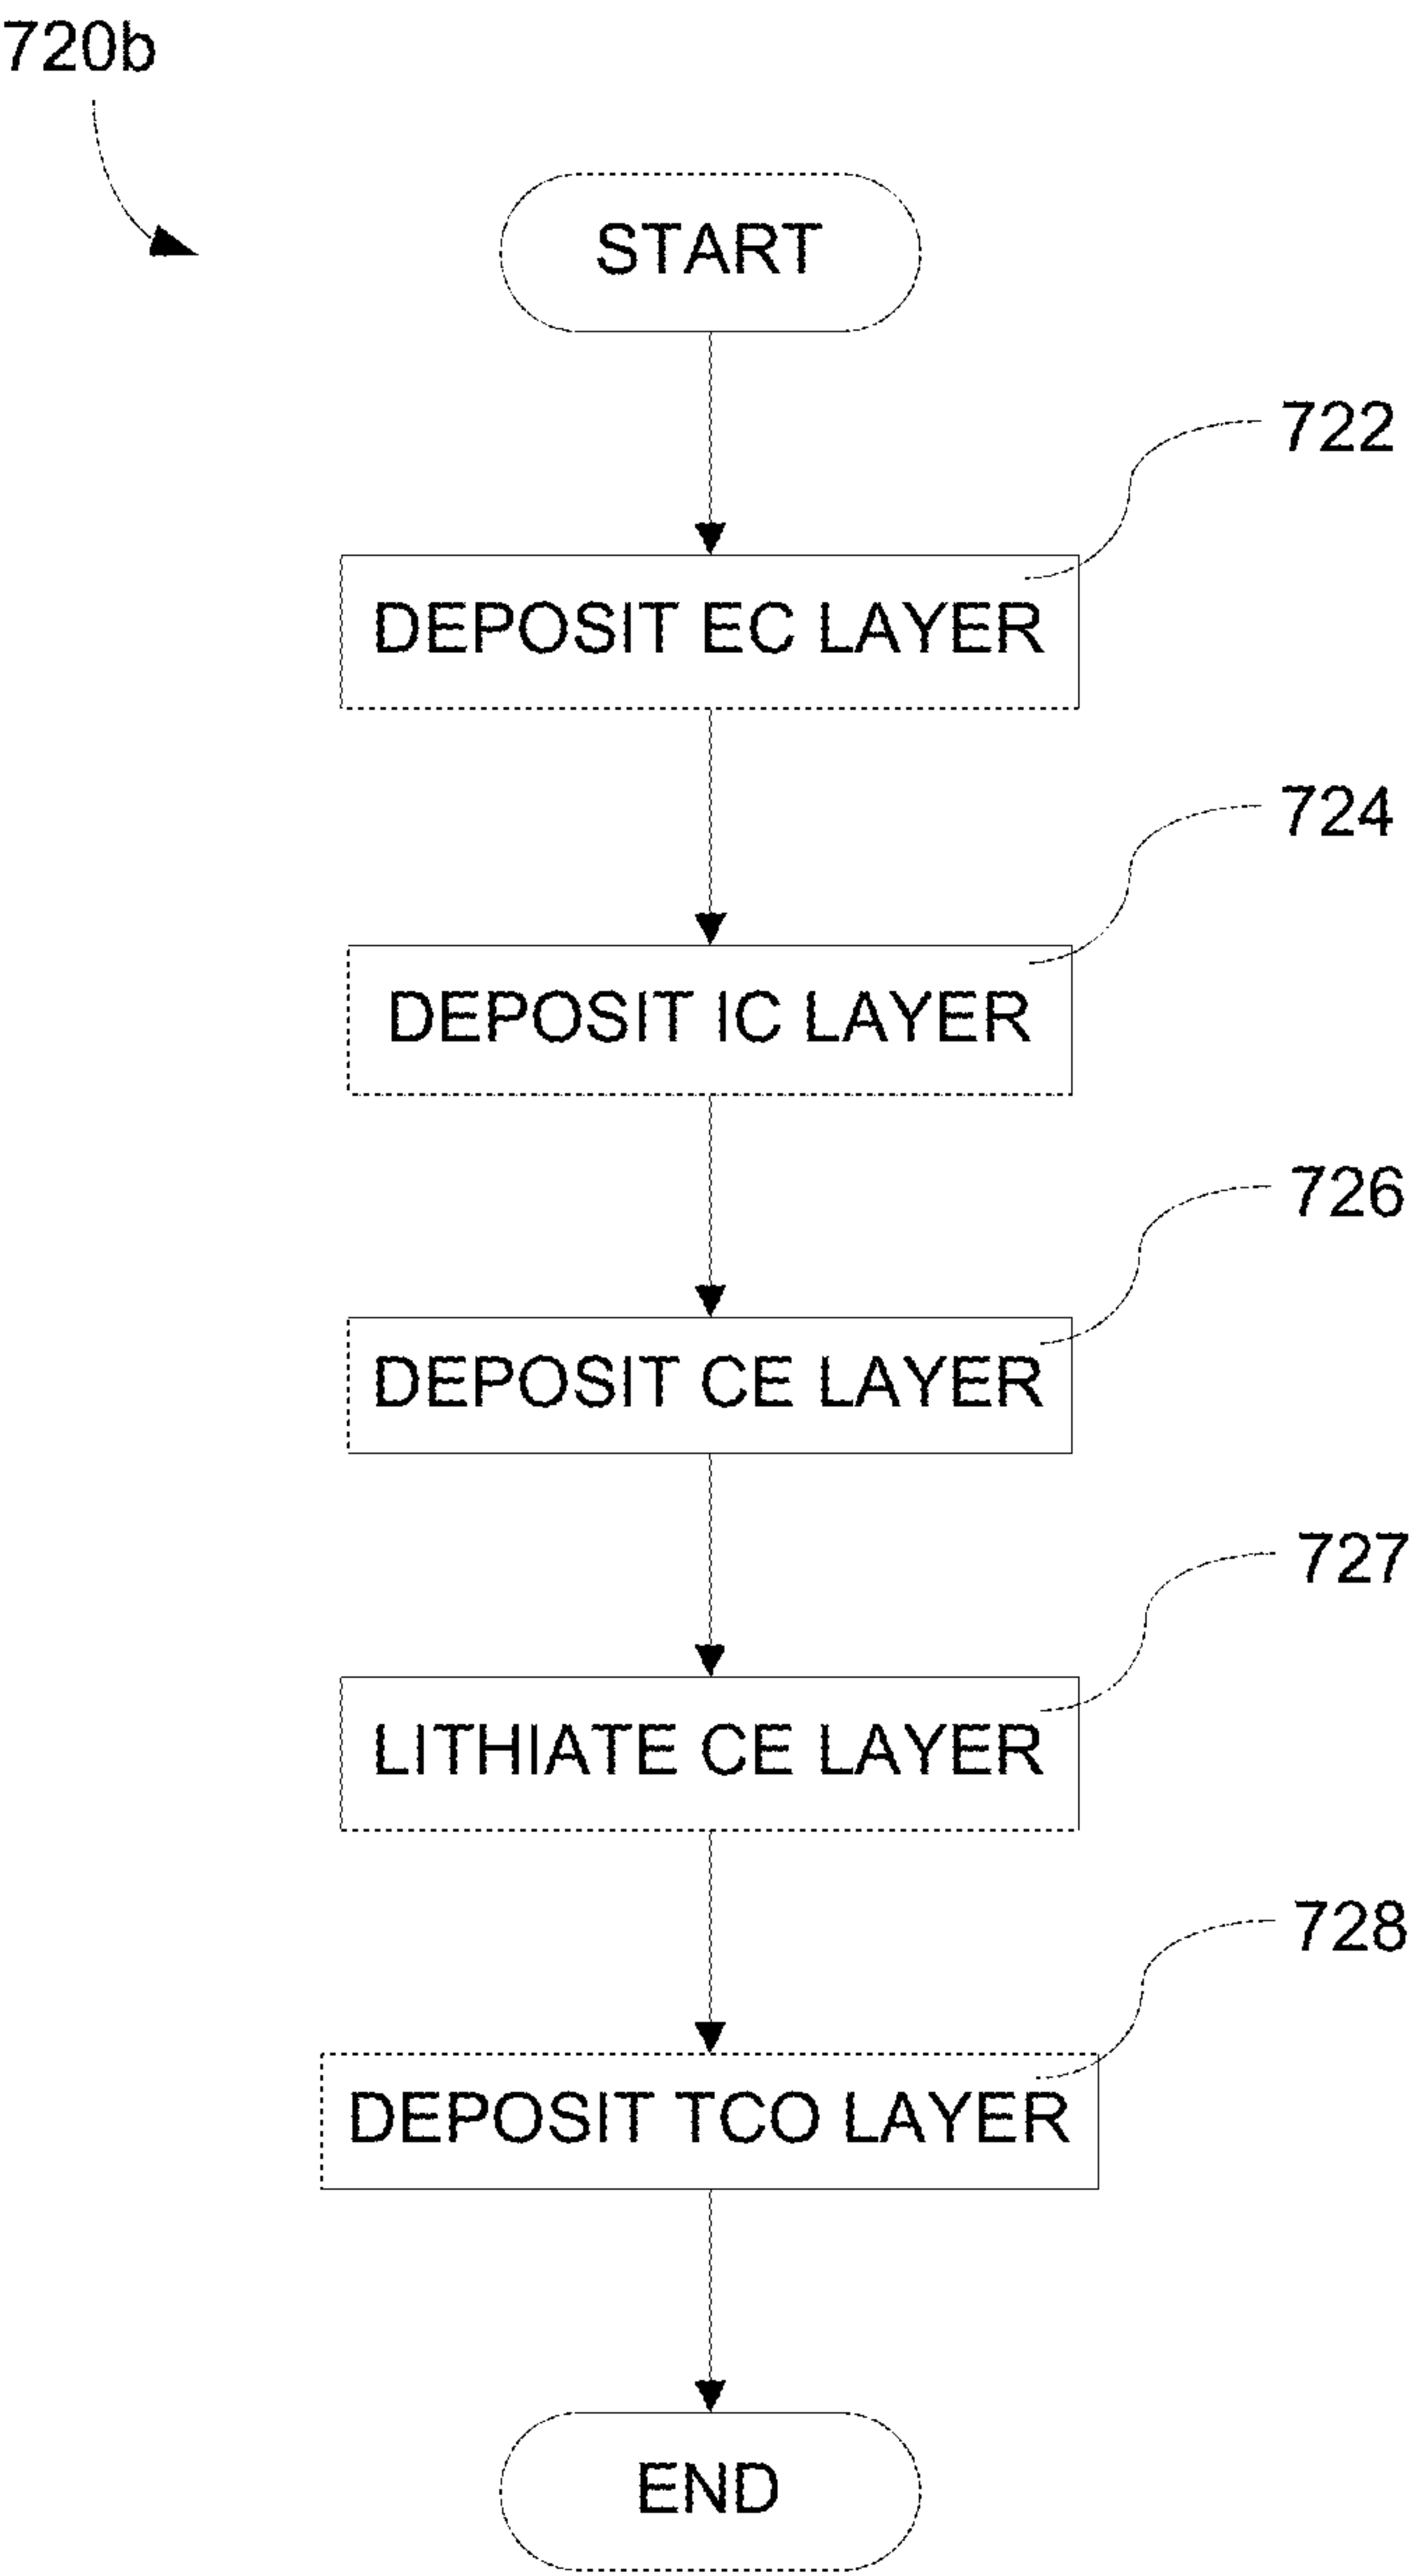 720b
START
722
DEPOSIT EC LAYER
724
DEPOSIT IC LAYER
726
DEPOSIT CE LAYER
727
LITHIATE CE LAYER
728
DEPOSIT TCO LAYER
END